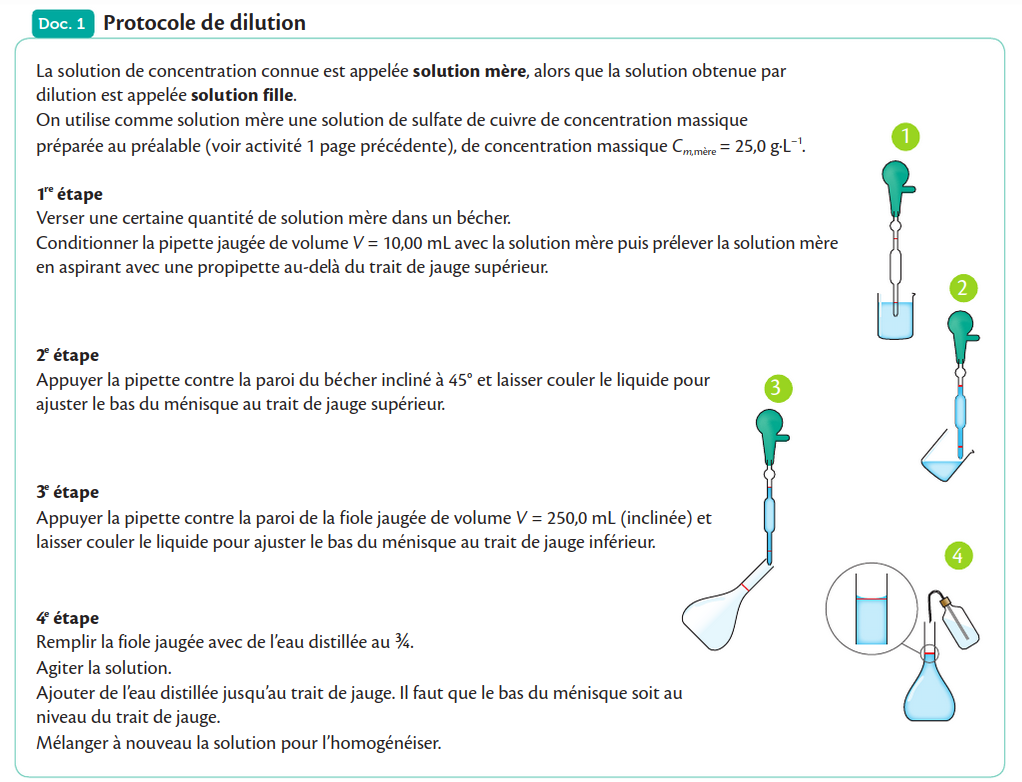 Doc. 1 Protocole de dilution
La solution de concentration connue est appelée solution mère, alors que la solution obtenue par
dilution est appelée solution fille.
On utilise comme solution mère une solution de sulfate de cuivre de concentration massique
préparée au préalable (voir activité 1 page précédente), de concentration massique Cm,mère = 25,0 g·L⁻¹.
1re étape
Verser une certaine quantité de solution mère dans un bécher.
Conditionner la pipette jaugée de volume V = 10,00 mL avec la solution mère puis prélever la solution mère
en aspirant avec une propipette au-delà du trait de jauge supérieur.
1
2e étape
Appuyer la pipette contre la paroi du bécher incliné à 45° et laisser couler le liquide pour
ajuster le bas du ménisque au trait de jauge supérieur.
2
3e étape
Appuyer la pipette contre la paroi de la fiole jaugée de volume V = 250,0 mL (inclinée) et
laisser couler le liquide pour ajuster le bas du ménisque au trait de jauge inférieur.
3
4e étape
Remplir la fiole jaugée avec de l'eau distillée au ¾.
Agiter la solution.
Ajouter de l'eau distillée jusqu'au trait de jauge. Il faut que le bas du ménisque soit au
niveau du trait de jauge.
Mélanger à nouveau la solution pour l'homogénéiser.
4